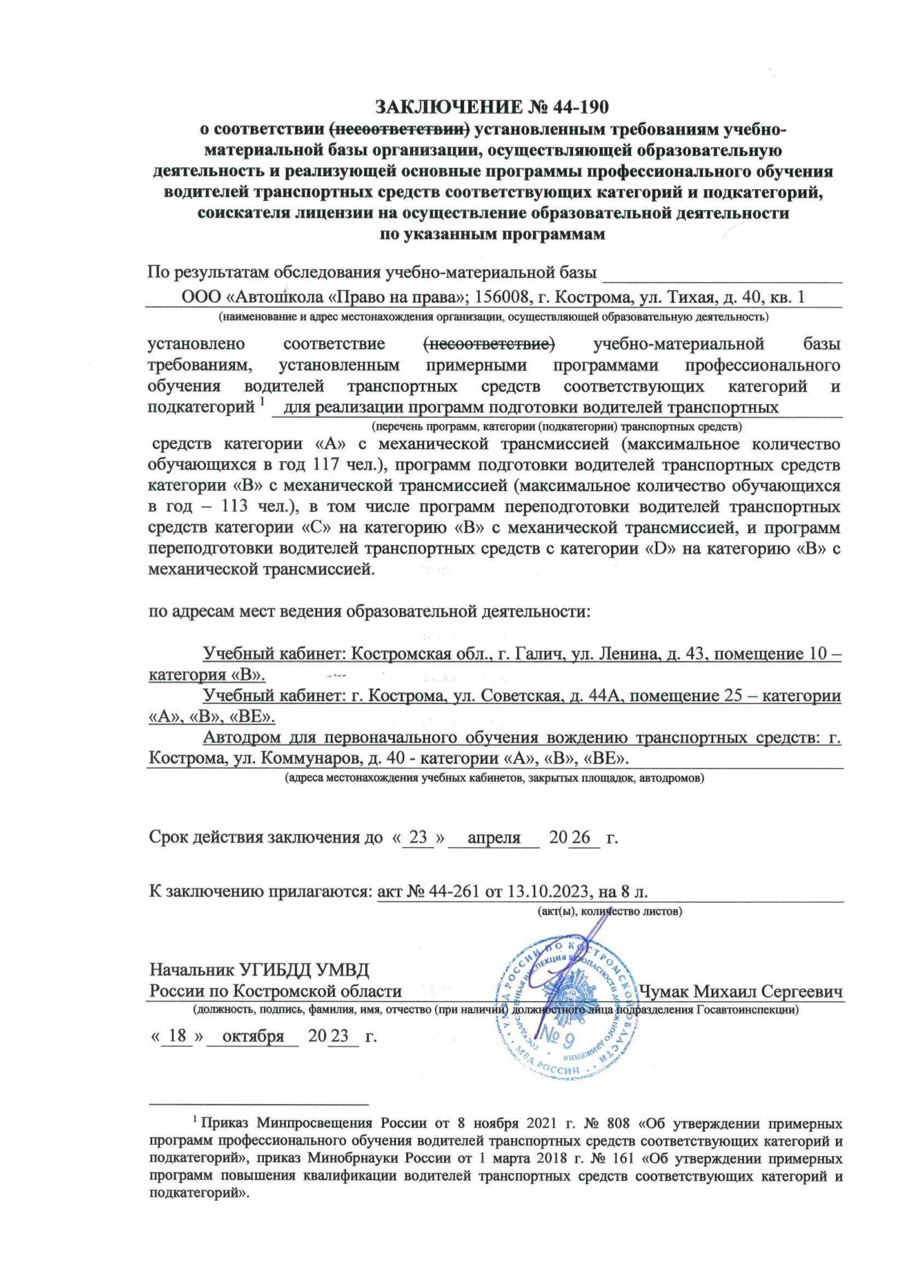 ЗАКЛЮЧЕНИЕ № 44-190
о соответствии (несоответствии) установленным требованиям учебно-
материальной базы организации, осуществляющей образовательную
деятельность и реализующей основные программы профессионального обучения
водителей транспортных средств соответствующих категорий и подкатегорий,
соискателя лицензии на осуществление образовательной деятельности
по указанным программам
По результатам обследования учебно-материальной базы
ООО «Автошкола «Право на права»; 156008, г. Кострома, ул. Тихая, д. 40, кв. 1
(наименование и адрес местонахождения организации, осуществляющей образовательную деятельность)
установлено соответствие (несоответствие) учебно-материальной базы
требованиям, установленным примерными программами профессионального
обучения водителей транспортных средств соответствующих категорий и
подкатегорий 1 для реализации программ подготовки водителей транспортных
(перечень программ, категории (подкатегории) транспортных средств)
средств категории «А» с механической трансмиссией (максимальное количество
обучающихся в год 117 чел.), программ подготовки водителей транспортных средств
категории «В» с механической трансмиссией (максимальное количество обучающихся
в год – 113 чел.), в том числе программ переподготовки водителей транспортных
средств категории «С» на категорию «В» с механической трансмиссией, и программ
переподготовки водителей транспортных средств с категории «D» на категорию «В» с
механической трансмиссией.
по адресам мест ведения образовательной деятельности:
Учебный кабинет: Костромская обл., г. Галич, ул. Ленина, д. 43, помещение 10 –
категория «В».
Учебный кабинет: г. Кострома, ул. Советская, д. 44А, помещение 25 – категории
«А», «В», «ВЕ».
Автодром для первоначального обучения вождению транспортных средств: г.
Кострома, ул. Коммунаров, д. 40 - категории «А», «В», «ВЕ».
(адреса местонахождения учебных кабинетов, закрытых площадок, автодромов)
Срок действия заключения до « 23 » апреля 20 26 г.
К заключению прилагаются: акт № 44-261 от 13.10.2023, на 8 л.
(акт(ы), количество листов)
Начальник УГИБДД УМВД
России по Костромской области Чумак Михаил Сергеевич
(должность, подпись, фамилия, имя, отчество (при наличии) должностного лица подразделения Госавтоинспекции)
« 18 » октября 20 23 г.
УМВД РОССИИ ПО КОСТРОМСКОЙ ОБЛАСТИ
МВД РОССИИ
№ 9
1 Приказ Минпросвещения России от 8 ноября 2021 г. № 808 «Об утверждении примерных
программ профессионального обучения водителей транспортных средств соответствующих категорий и
подкатегорий», приказ Минобрнауки России от 1 марта 2018 г. № 161 «Об утверждении примерных
программ повышения квалификации водителей транспортных средств соответствующих категорий и
подкатегорий».